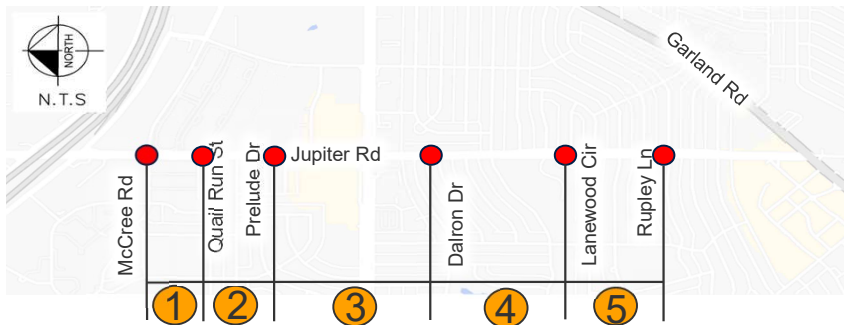 NORTH
N.T.S
Garland Rd
Jupiter Rd
McCree Rd
Quail Run St
Prelude Dr
Dalron Dr
Lanewood Cir
Rupley Ln
1
2
3
4
5